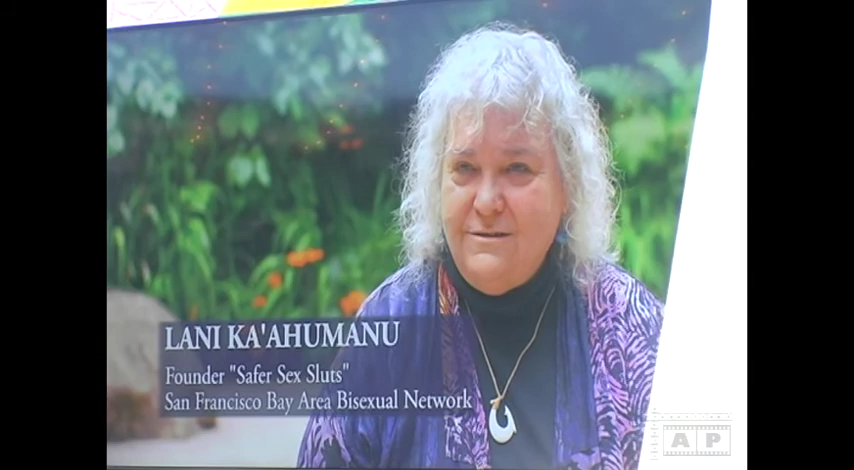 LANI KA'AHUMANU
Founder "Safer Sex Sluts"
San Francisco Bay Area Bisexual Network
AP